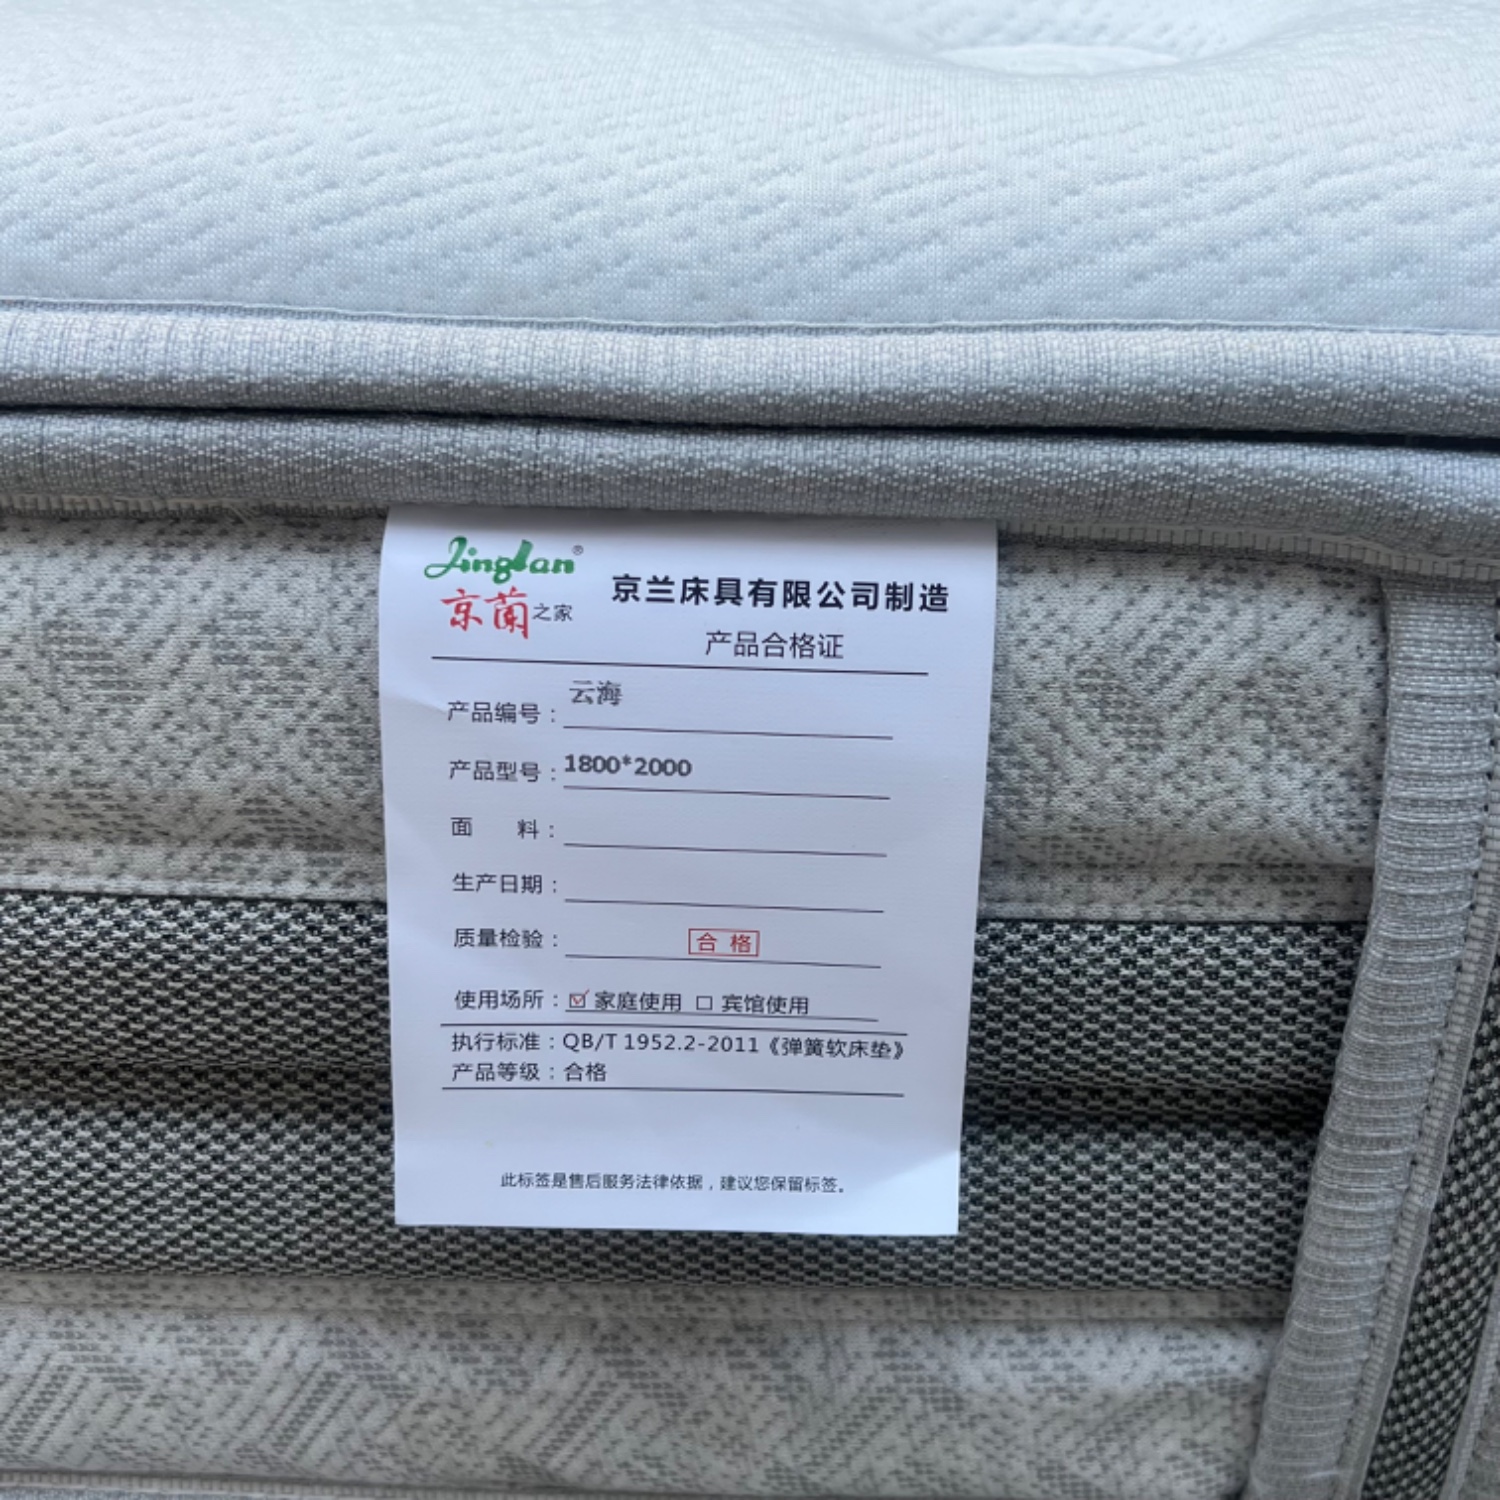 Jinglan®
京蘭之家
京兰床具有限公司制造
产品合格证
产品编号：云海
产品型号：1800*2000
面 料：
生产日期：
质量检验：合格
使用场所：☑家庭使用 □宾馆使用
执行标准：QB/T 1952.2-2011《弹簧软床垫》
产品等级：合格
此标签是售后服务法律依据，建议您保留标签。